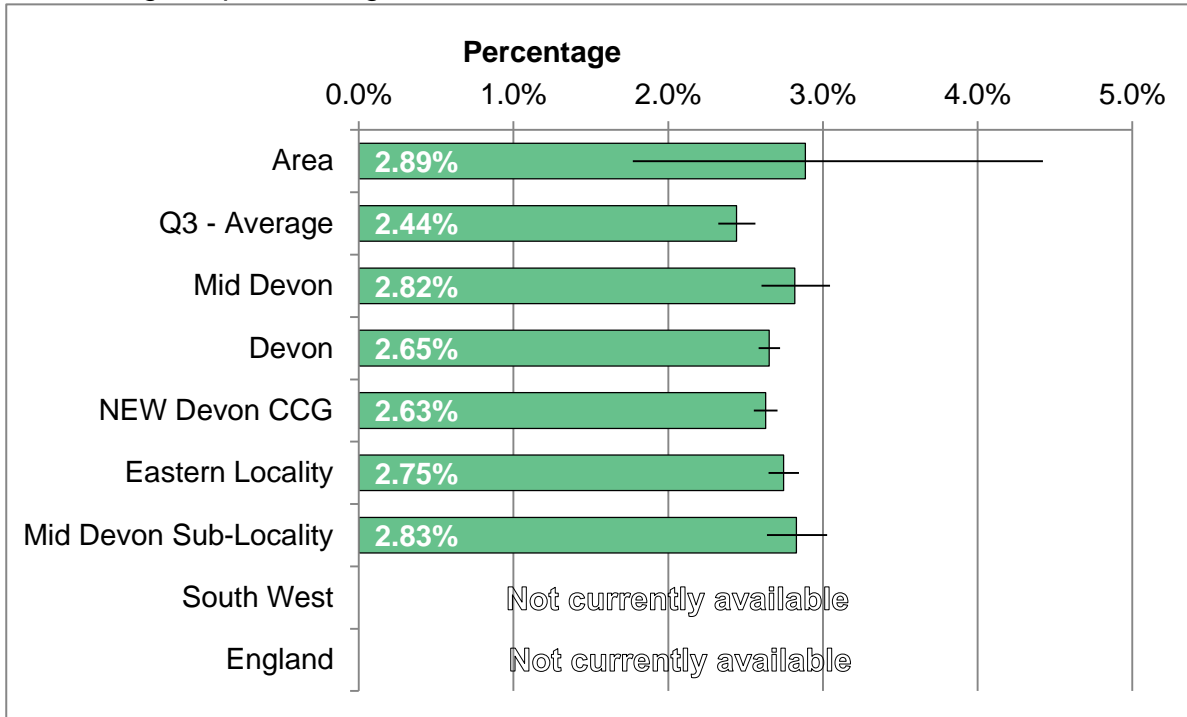 Percentage
0.0% 1.0% 2.0% 3.0% 4.0% 5.0%
Area 2.89%
Q3 - Average 2.44%
Mid Devon 2.82%
Devon 2.65%
NEW Devon CCG 2.63%
Eastern Locality 2.75%
Mid Devon Sub-Locality 2.83%
South West Not currently available
England Not currently available